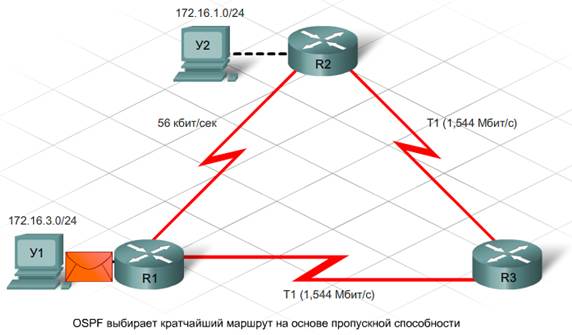 172.16.1.0/24
У2
R2
56 кбит/сек
T1 (1,544 Мбит/с)
172.16.3.0/24
У1
R1
R3
T1 (1,544 Мбит/с)
OSPF выбирает кратчайший маршрут на основе пропускной способности